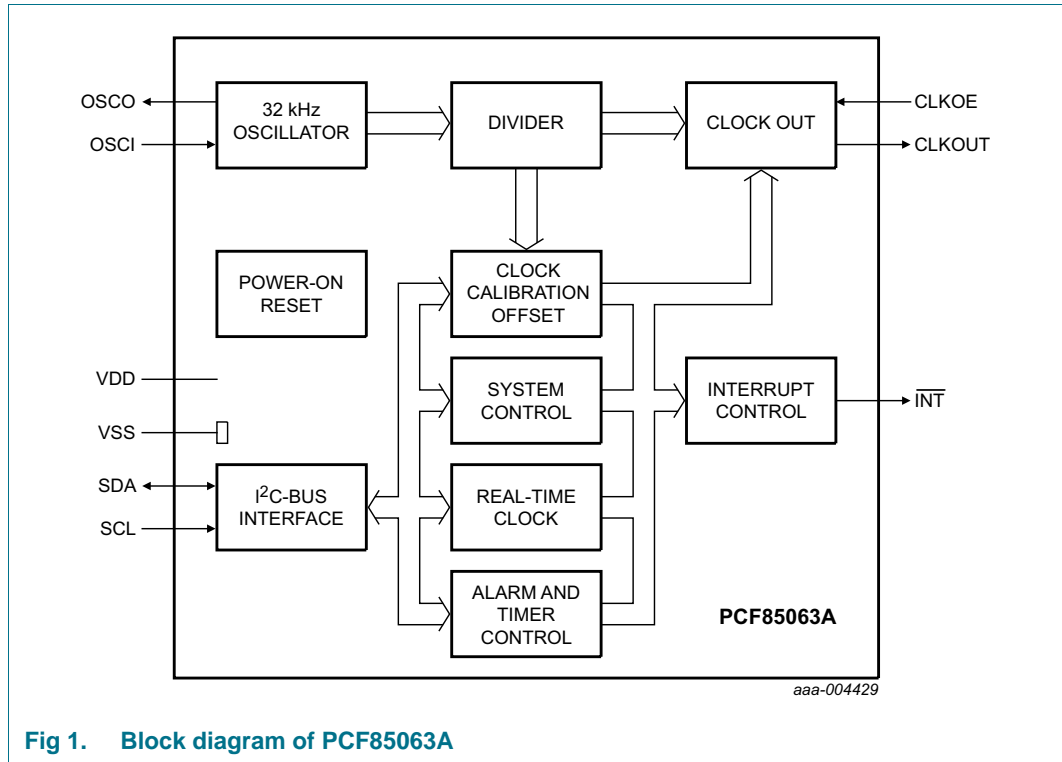 OSCO
OSCI
32 kHz
OSCILLATOR
DIVIDER
CLOCK OUT
CLKOE
CLKOUT
POWER-ON
RESET
CLOCK
CALIBRATION
OFFSET
VDD
VSS
SYSTEM
CONTROL
INTERRUPT
CONTROL
INT
SDA
SCL
I²C-BUS
INTERFACE
REAL-TIME
CLOCK
ALARM AND
TIMER
CONTROL
PCF85063A
aaa-004429
Fig 1. Block diagram of PCF85063A